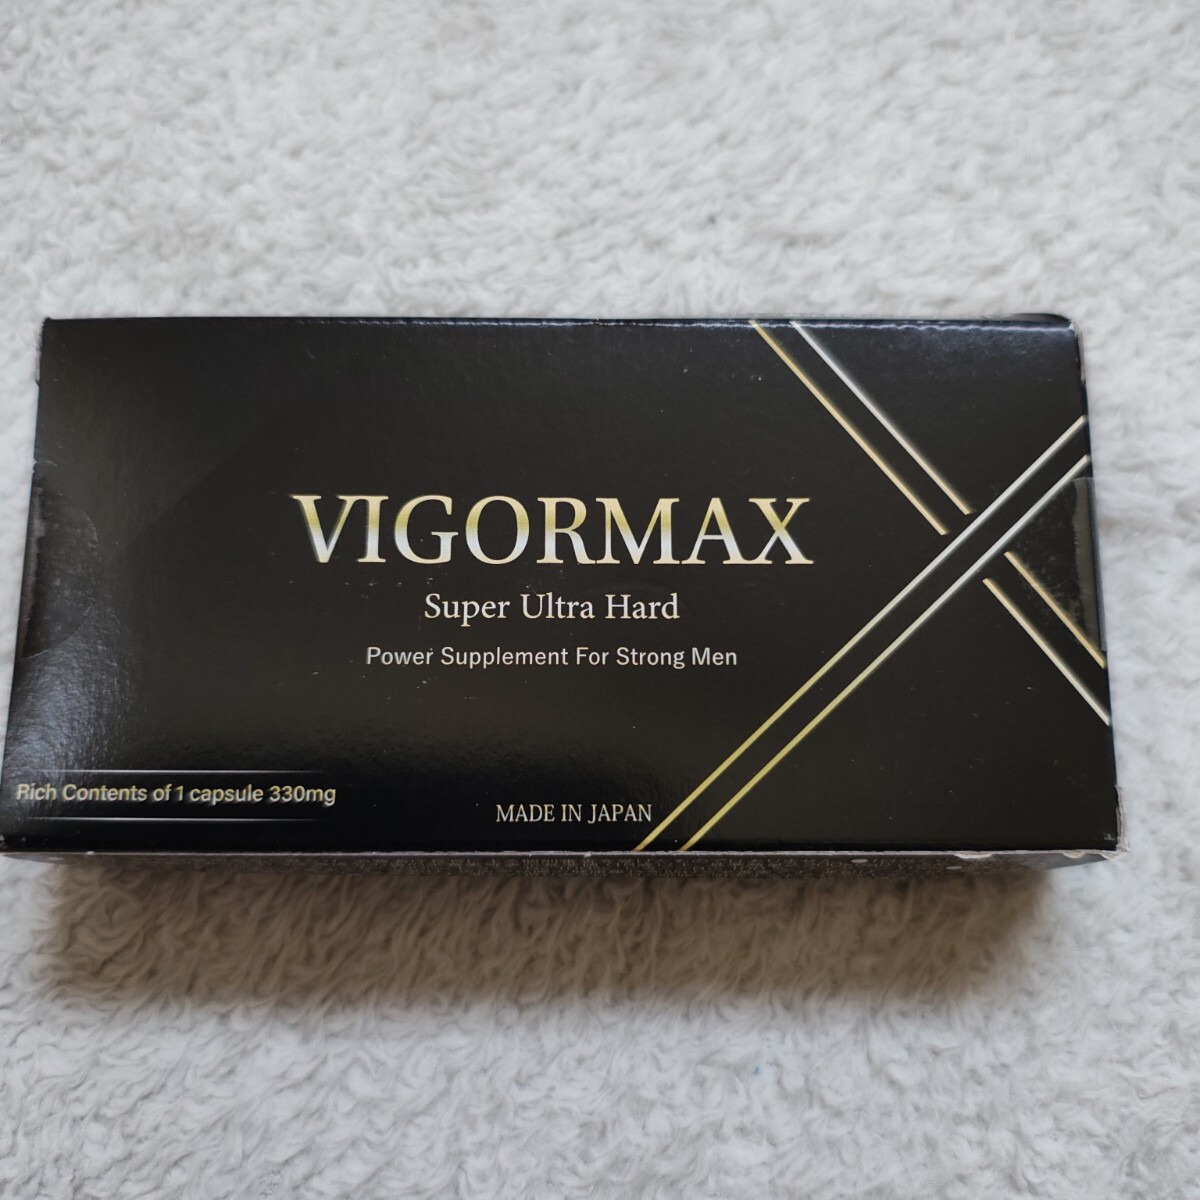 VIGORMAX
Super Ultra Hard
Power Supplement For Strong Men
Rich Contents of 1 capsule 330mg
MADE IN JAPAN